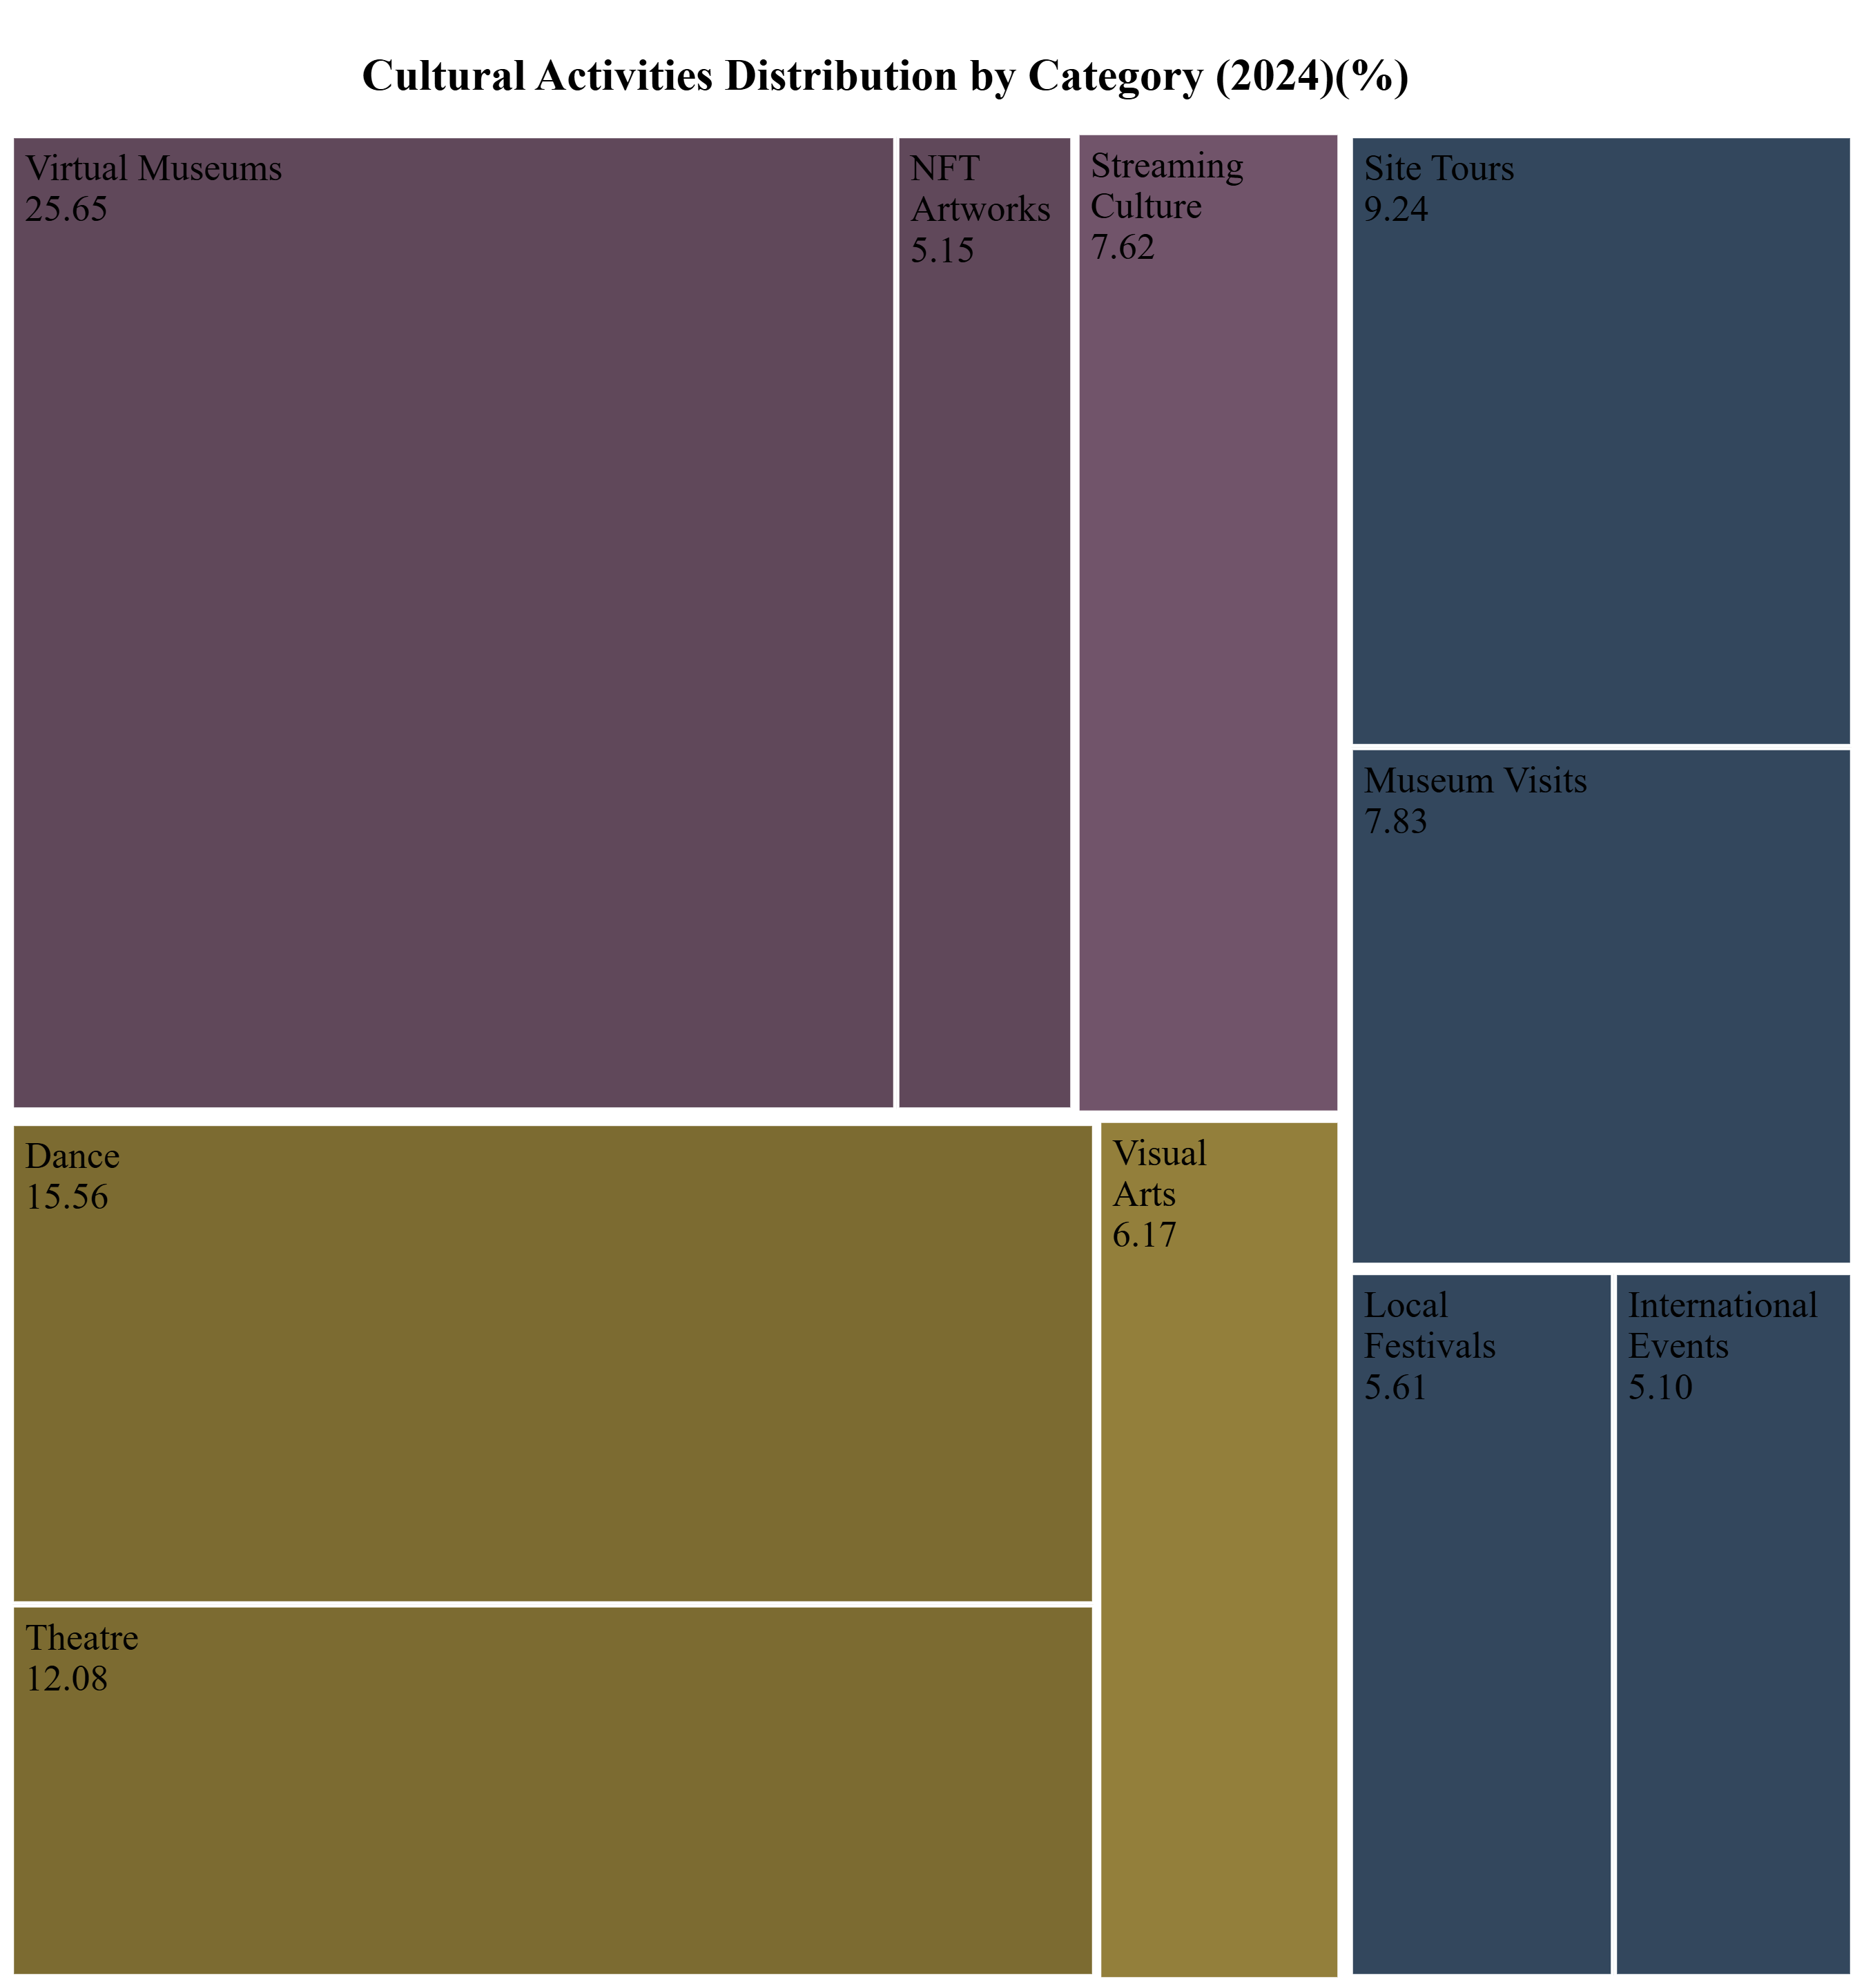 Cultural Activities Distribution by Category (2024)(%)
Virtual Museums
25.65
NFT
Artworks
5.15
Streaming
Culture
7.62
Site Tours
9.24
Museum Visits
7.83
Dance
15.56
Visual
Arts
6.17
Local
Festivals
5.61
International
Events
5.10
Theatre
12.08